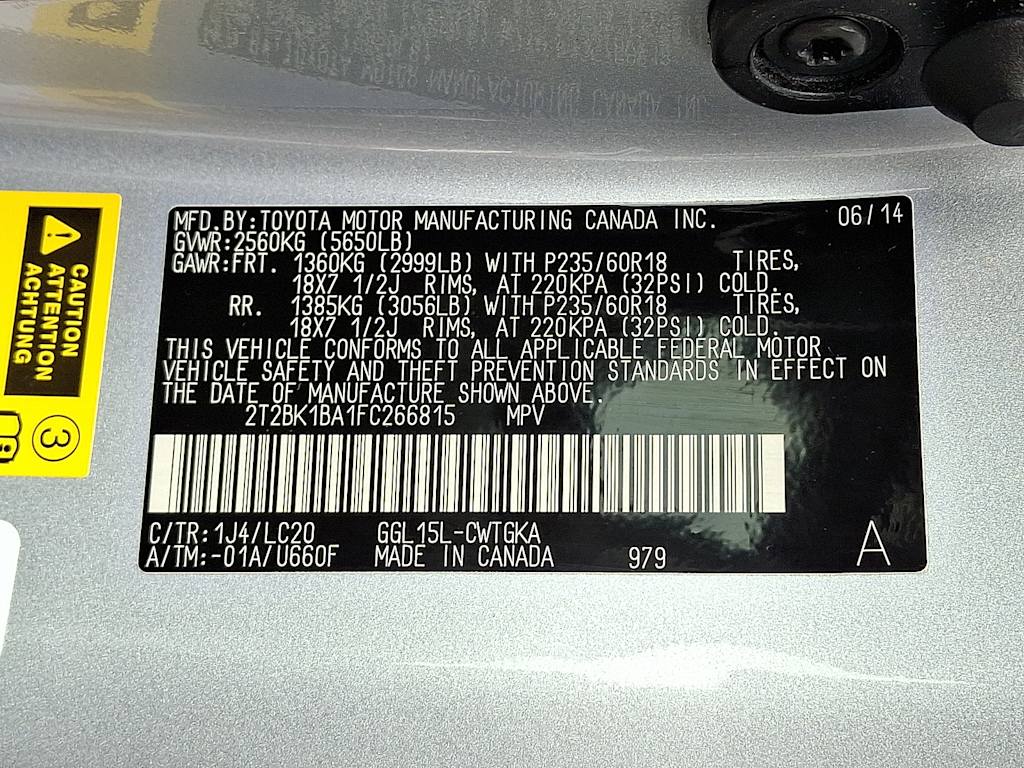 MFD.BY:TOYOTA MOTOR MANUFACTURING CANADA INC. 06/14
GVWR:2560KG (5650LB)
GAWR:FRT. 1360KG (2999LB) WITH P235/60R18 TIRES,
18X7 1/2J RIMS, AT 220KPA (32PSI) COLD.
RR. 1385KG (3056LB) WITH P235/60R18 TIRES,
18X7 1/2J RIMS, AT 220KPA (32PSI) COLD.
THIS VEHICLE CONFORMS TO ALL APPLICABLE FEDERAL MOTOR
VEHICLE SAFETY AND THEFT PREVENTION STANDARDS IN EFFECT ON
THE DATE OF MANUFACTURE SHOWN ABOVE.
2T2BK1BA1FC266815 MPV
C/TR:1J4/LC20 GGL15L-CWTGKA
A/TM:-01A/U660F MADE IN CANADA 979 A
CAUTION
ATTENTION
ACHTUNG
3